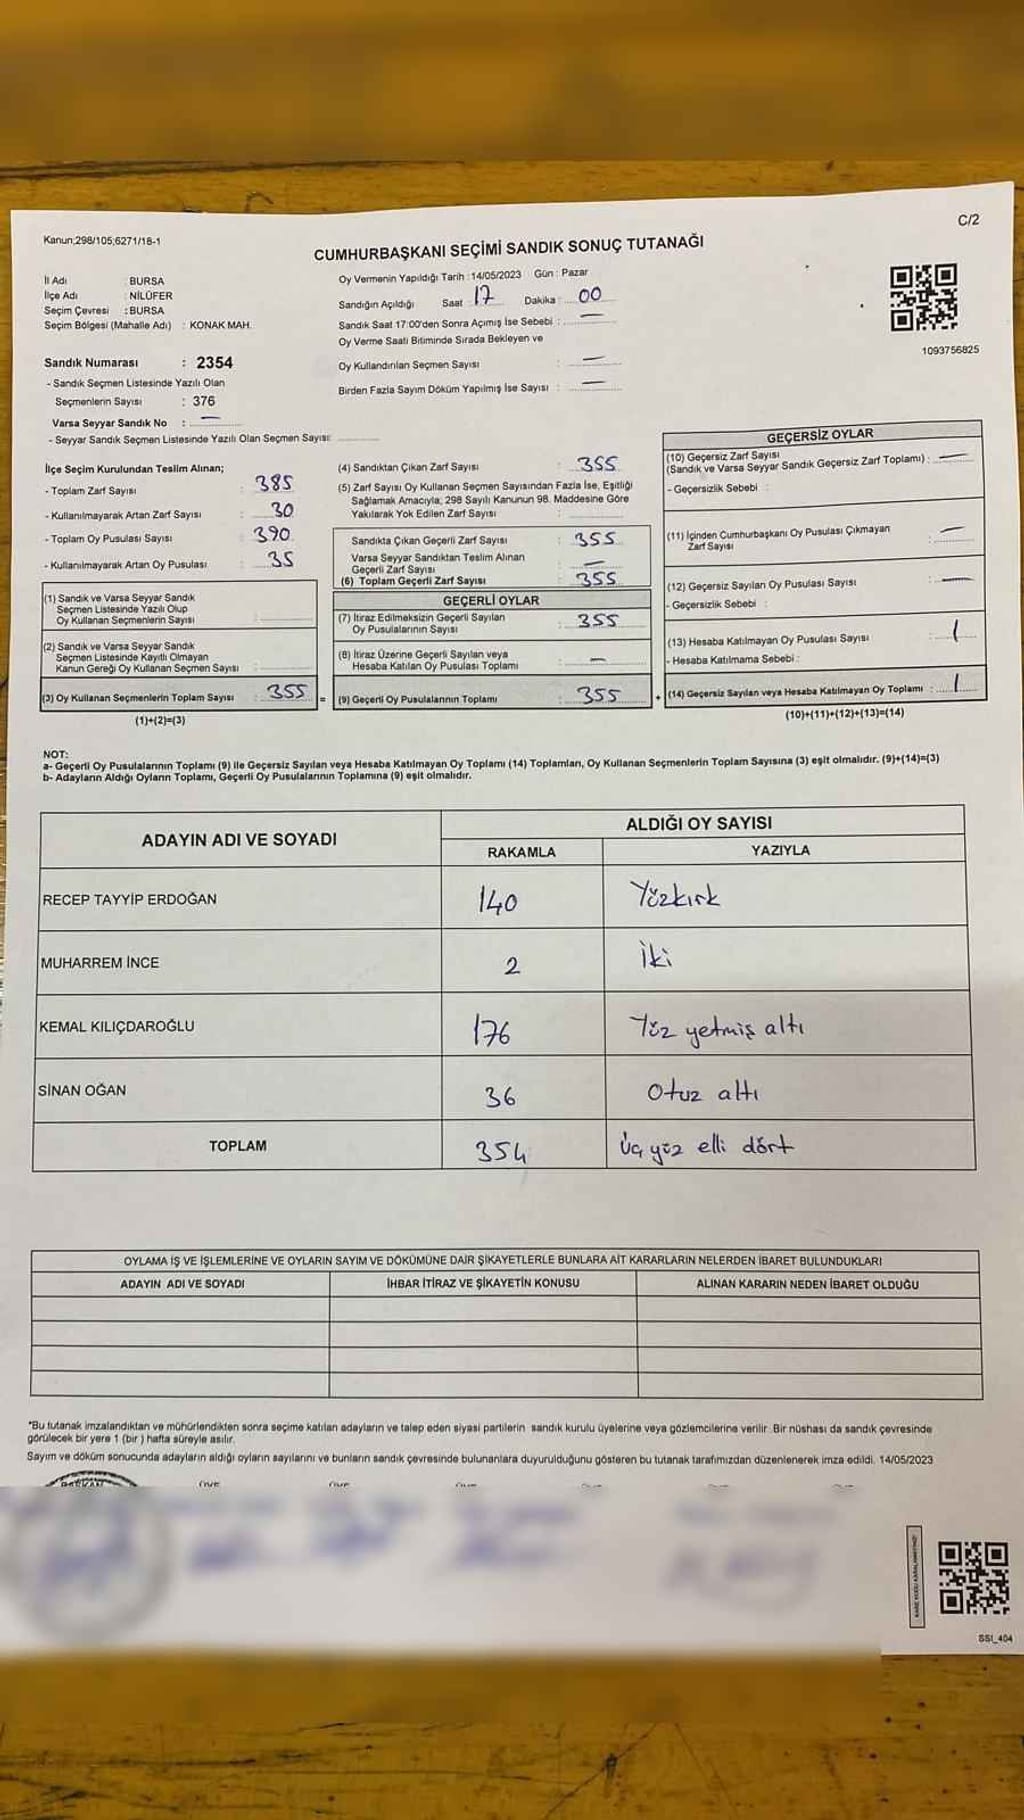 C/2
Kanun;298/105;6271/18-1
CUMHURBAŞKANI SEÇİMİ SANDIK SONUÇ TUTANAĞI
İl Adı : BURSA
İlçe Adı : NİLÜFER
Seçim Çevresi : BURSA
Seçim Bölgesi (Mahalle Adı) : KONAK MAH.
Sandık Numarası : 2354
- Sandık Seçmen Listesinde Yazılı Olan
Seçmenlerin Sayısı : 376
Varsa Seyyar Sandık No : —
- Seyyar Sandık Seçmen Listesinde Yazılı Olan Seçmen Sayısı:
Oy Vermenin Yapıldığı Tarih : 14/05/2023 Gün : Pazar
Sandığın Açıldığı Saat 17 Dakika : 00
Sandık Saat 17:00'den Sonra Açımış İse Sebebi : —
Oy Verme Saati Bitiminde Sırada Bekleyen ve
Oy Kullandırılan Seçmen Sayısı : —
Birden Fazla Sayım Döküm Yapılmış İse Sayısı : —
1093756825
İlçe Seçim Kurulundan Teslim Alınan;
- Toplam Zarf Sayısı : 385
- Kullanılmayarak Artan Zarf Sayısı : 30
- Toplam Oy Pusulası Sayısı : 390
- Kullanılmayarak Artan Oy Pusulası : 35
(1) Sandık ve Varsa Seyyar Sandık
Seçmen Listesinde Yazılı Olup
Oy Kullanan Seçmenlerin Sayısı :
(2) Sandık ve Varsa Seyyar Sandık
Seçmen Listesinde Kayıtlı Olmayan
Kanun Gereği Oy Kullanan Seçmen Sayısı :
(3) Oy Kullanan Seçmenlerin Toplam Sayısı : 355 =
(1)+(2)=(3)
(4) Sandıktan Çıkan Zarf Sayısı : 355
(5) Zarf Sayısı Oy Kullanan Seçmen Sayısından Fazla İse, Eşitliği
Sağlamak Amacıyla; 298 Sayılı Kanunun 98. Maddesine Göre
Yakılarak Yok Edilen Zarf Sayısı :
Sandıkta Çıkan Geçerli Zarf Sayısı : 355
Varsa Seyyar Sandıktan Teslim Alınan
Geçerli Zarf Sayısı : —
(6) Toplam Geçerli Zarf Sayısı : 355
GEÇERLİ OYLAR
(7) İtiraz Edilmeksizin Geçerli Sayılan
Oy Pusulalarının Sayısı : 355
(8) İtiraz Üzerine Geçerli Sayılan veya
Hesaba Katılan Oy Pusulası Toplamı : —
(9) Geçerli Oy Pusulalarının Toplamı : 355 +
GEÇERSİZ OYLAR
(10) Geçersiz Zarf Sayısı
(Sandık ve Varsa Seyyar Sandık Geçersiz Zarf Toplamı) : —
- Geçersizlik Sebebi :
(11) İçinden Cumhurbaşkanı Oy Pusulası Çıkmayan
Zarf Sayısı : —
(12) Geçersiz Sayılan Oy Pusulası Sayısı : —
- Geçersizlik Sebebi :
(13) Hesaba Katılmayan Oy Pusulası Sayısı : 1
- Hesaba Katılmama Sebebi :
(14) Geçersiz Sayılan veya Hesaba Katılmayan Oy Toplamı : 1
(10)+(11)+(12)+(13)=(14)
NOT:
a- Geçerli Oy Pusulalarının Toplamı (9) ile Geçersiz Sayılan veya Hesaba Katılmayan Oy Toplamı (14) Toplamları, Oy Kullanan Seçmenlerin Toplam Sayısına (3) eşit olmalıdır. (9)+(14)=(3)
b- Adayların Aldığı Oyların Toplamı, Geçerli Oy Pusulalarının Toplamına (9) eşit olmalıdır.
ADAYIN ADI VE SOYADI ALDIĞI OY SAYISI
RAKAMLA YAZIYLA
RECEP TAYYİP ERDOĞAN 140 Yüzkırk
MUHARREM İNCE 2 İki
KEMAL KILIÇDAROĞLU 176 Yüz yetmiş altı
SİNAN OĞAN 36 Otuz altı
TOPLAM 354 Üç yüz elli dört
OYLAMA İŞ VE İŞLEMLERİNE VE OYLARIN SAYIM VE DÖKÜMÜNE DAİR ŞİKAYETLERLE BUNLARA AİT KARARLARIN NELERDEN İBARET BULUNDUKLARI
ADAYIN ADI VE SOYADI İHBAR İTİRAZ VE ŞİKAYETİN KONUSU ALINAN KARARIN NEDEN İBARET OLDUĞU
*Bu tutanak imzalandıktan ve mühürlendikten sonra seçime katılan adayların ve talep eden siyasi partilerin sandık kurulu üyelerine veya gözlemcilerine verilir. Bir nüshası da sandık çevresinde
görülecek bir yere 1 (bir ) hafta süreyle asılır.
Sayım ve döküm sonucunda adayların aldığı oyların sayılarını ve bunların sandık çevresinde bulunanlara duyurulduğunu gösteren bu tutanak tarafımızdan düzenlenerek imza edildi. 14/05/2023
BAŞKAN ÜYE ÜYE ÜYE
SSI_404